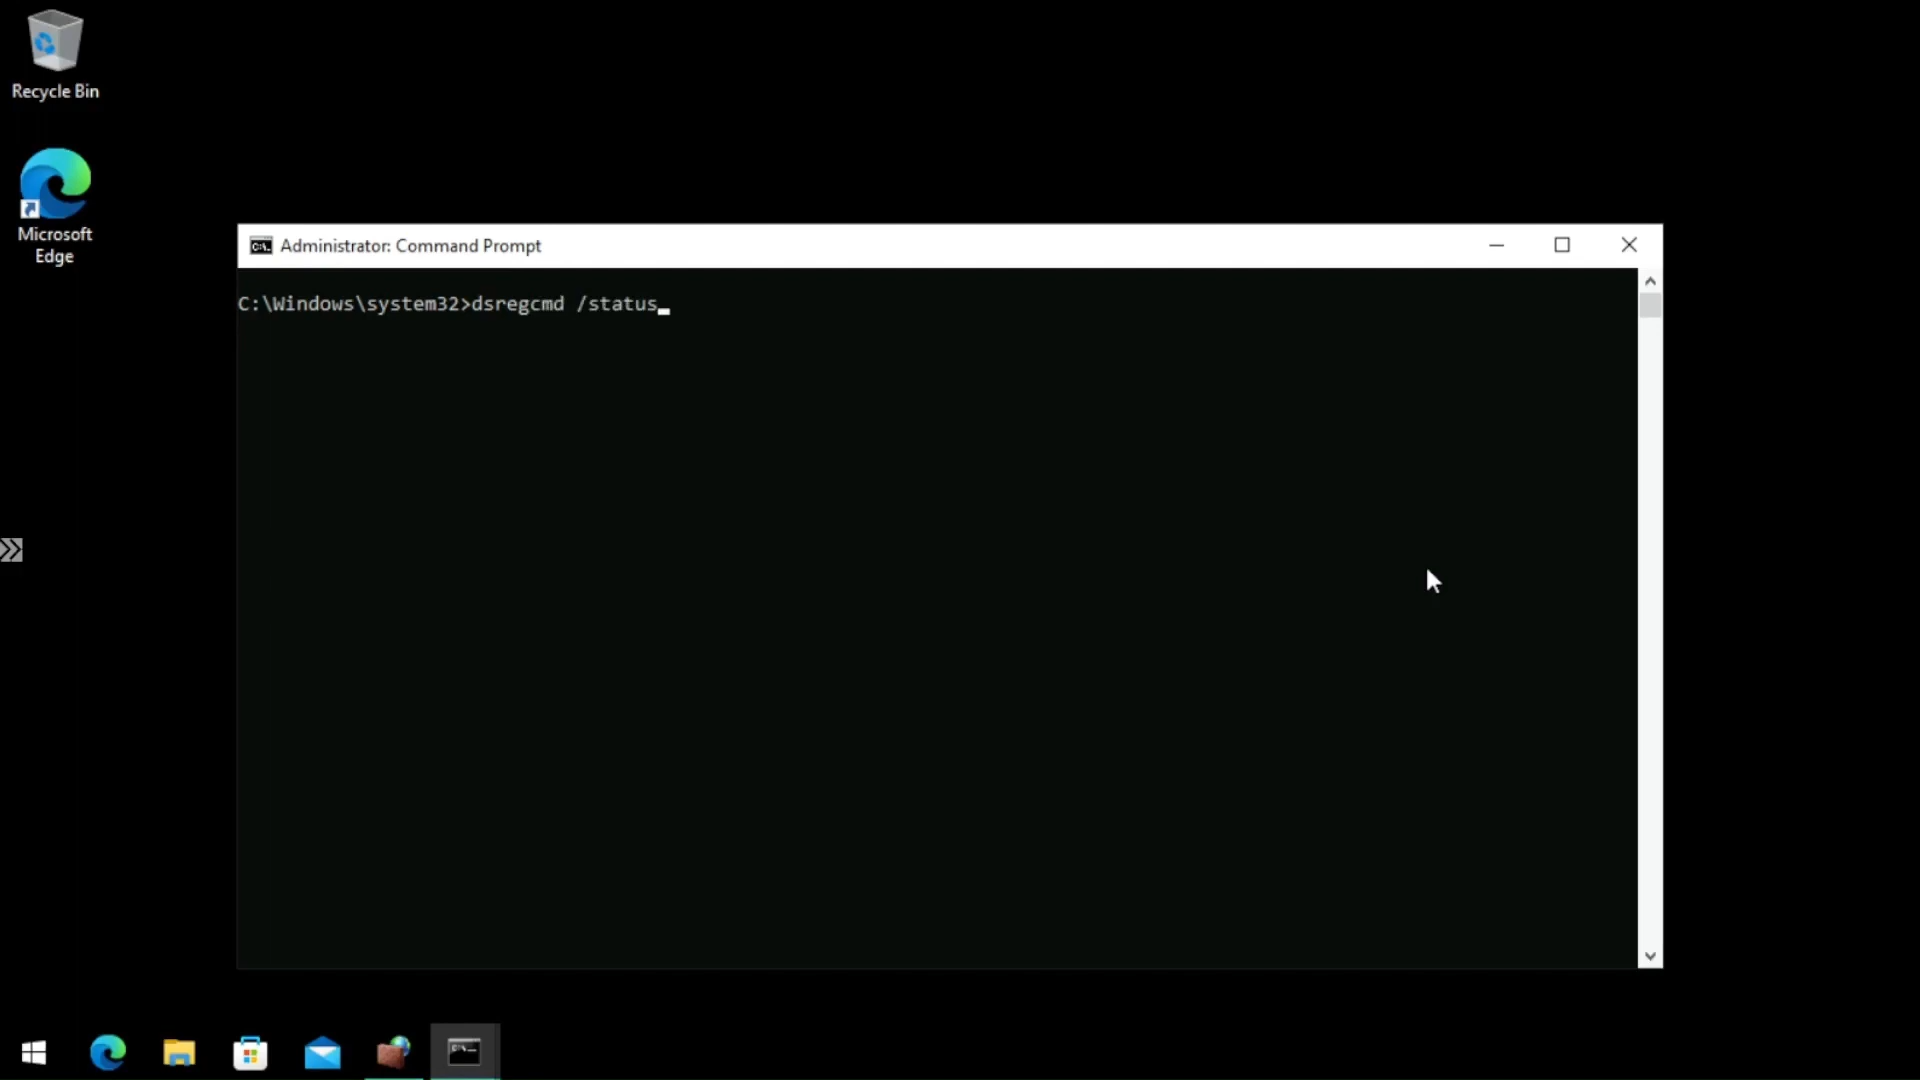 Recycle Bin
Microsoft
Edge
Administrator: Command Prompt
C:\Windows\system32>dsregcmd /status